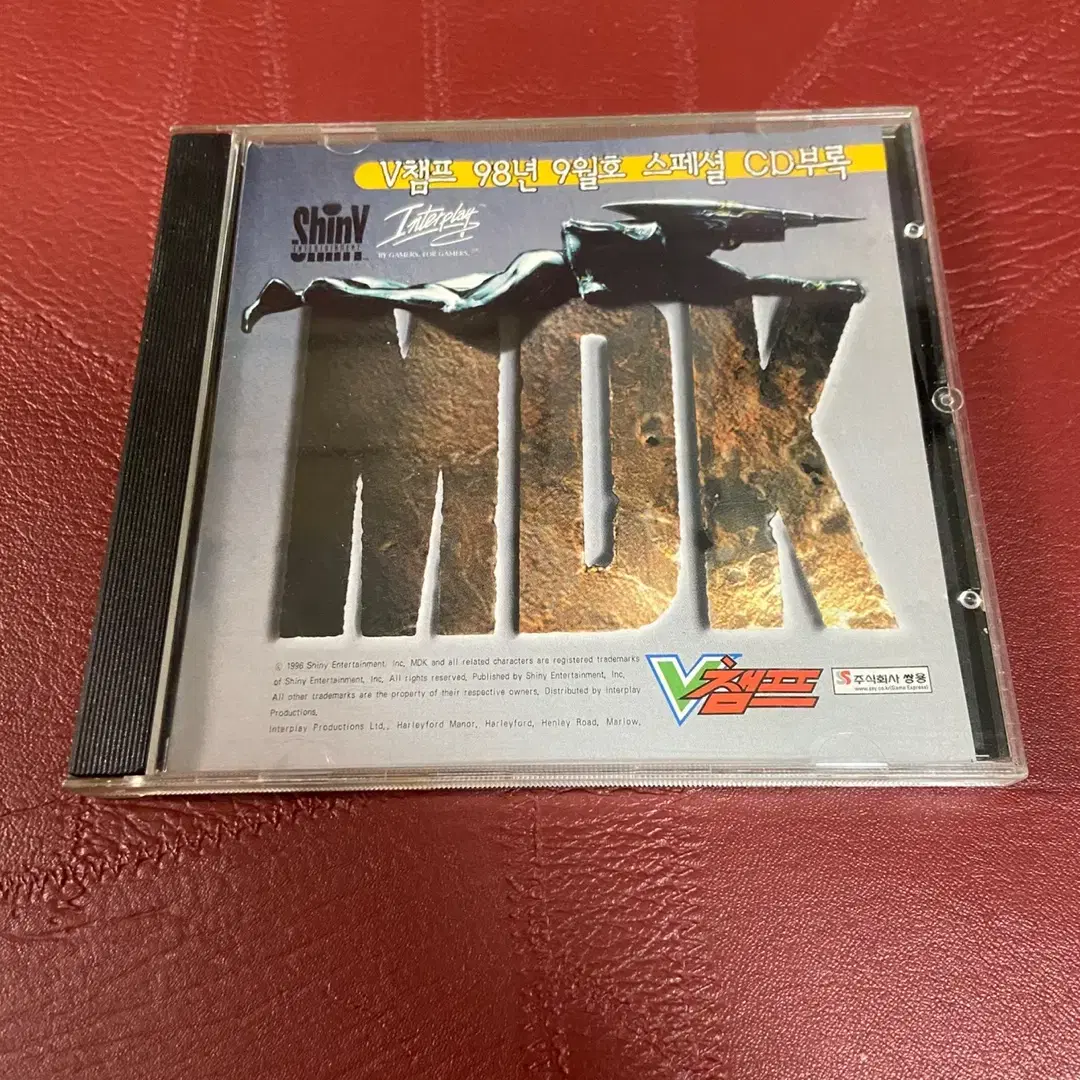 V챔프 98년 9월호 스페셜 CD부록
Shiny
ENTERTAINMENT
Interplay™
BY GAMERS. FOR GAMERS.™
MDK
© 1996 Shiny Entertainment, Inc, MDK and all related characters are registered trademarks
of Shiny Entertainment, Inc, All rights reserved, Published by Shiny Entertainment, Inc,
All other trademarks are the property of their respective owners, Distributed by Interplay
Productions,
Interplay Productions Ltd., Harleyford Manor, Harleyford, Henley Road, Marlow,
V챔프
S 주식회사 쌍용